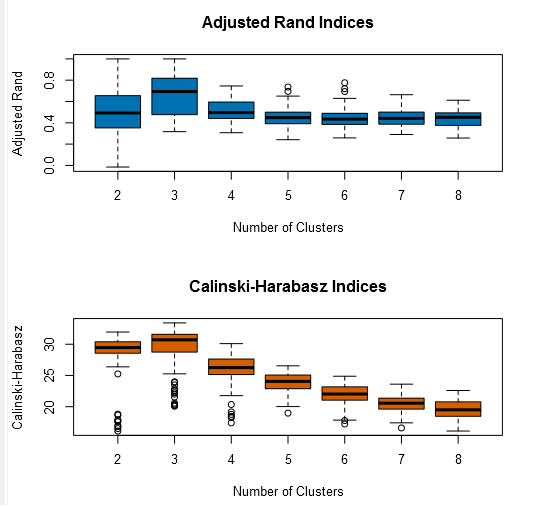 Adjusted Rand Indices
Adjusted Rand
0.8
0.4
0.0
2 3 4 5 6 7 8
Number of Clusters
Calinski-Harabasz Indices
Calinski-Harabasz
30
25
20
2 3 4 5 6 7 8
Number of Clusters